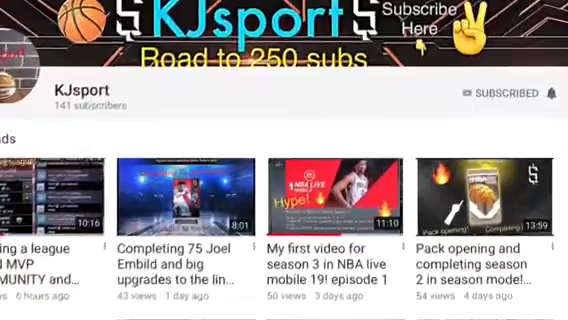 KJsport
Subscribe
Here
Road to 250 subs
KJsport
141 subscribers
SUBSCRIBED
ads
10:16
8:01
NBA LIVE
Hype!
11:10
Pack opening!
Completing
13:59
ing a league
MVP
MUNITY and...
6 hours ago
Completing 75 Joel
Embild and big
upgrades to the lin...
43 views · 1 day ago
My first video for
season 3 in NBA live
mobile 19! episode 1
50 views · 3 days ago
Pack opening and
completing season
2 in season mode!...
54 views · 4 days ago